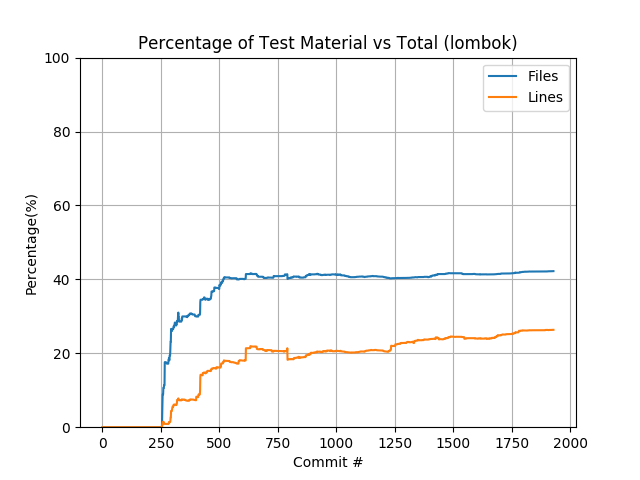 Percentage of Test Material vs Total (lombok)
Files
Lines
100
80
60
40
20
0
Percentage(%)
0 250 500 750 1000 1250 1500 1750 2000
Commit #